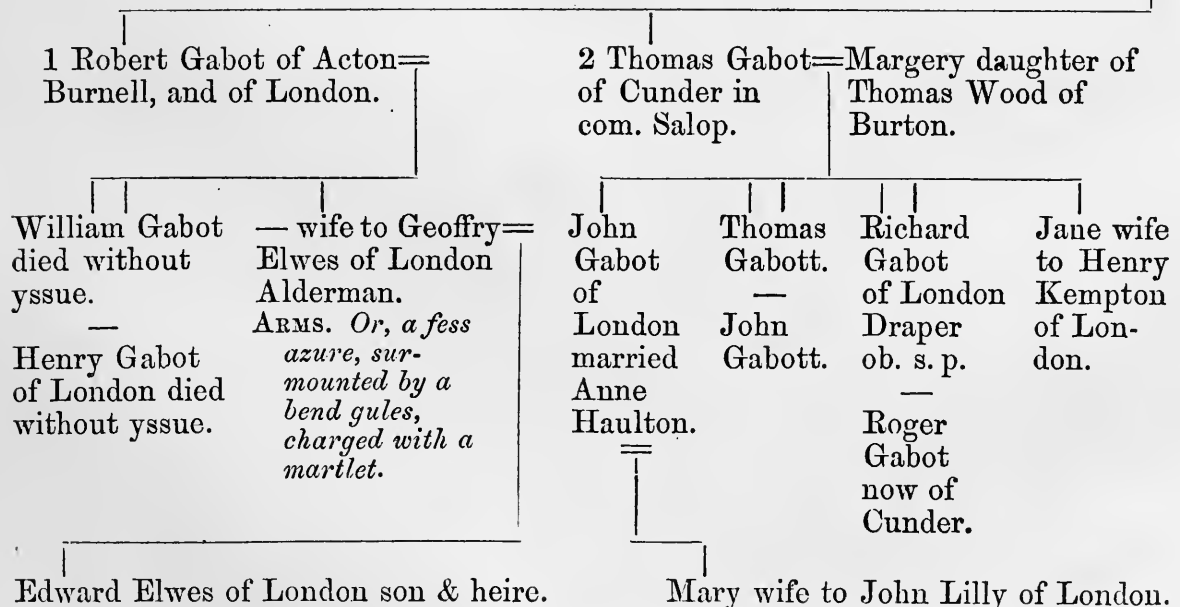 1 Robert Gabot of Acton=
Burnell, and of London.
2 Thomas Gabot=Margery daughter of
of Cunder in Thomas Wood of
com. Salop. Burton.
William Gabot
died without
yssue.
—
Henry Gabot
of London died
without yssue.
— wife to Geoffry=
Elwes of London
Alderman.
ARMS. Or, a fess
azure, sur-
mounted by a
bend gules,
charged with a
martlet.
John
Gabot
of
London
married
Anne
Haulton.
=
Thomas
Gabott.
—
John
Gabott.
Richard
Gabot
of London
Draper
ob. s. p.
—
Roger
Gabot
now of
Cunder.
Jane wife
to Henry
Kempton
of Lon-
don.
Edward Elwes of London son & heire.
Mary wife to John Lilly of London.